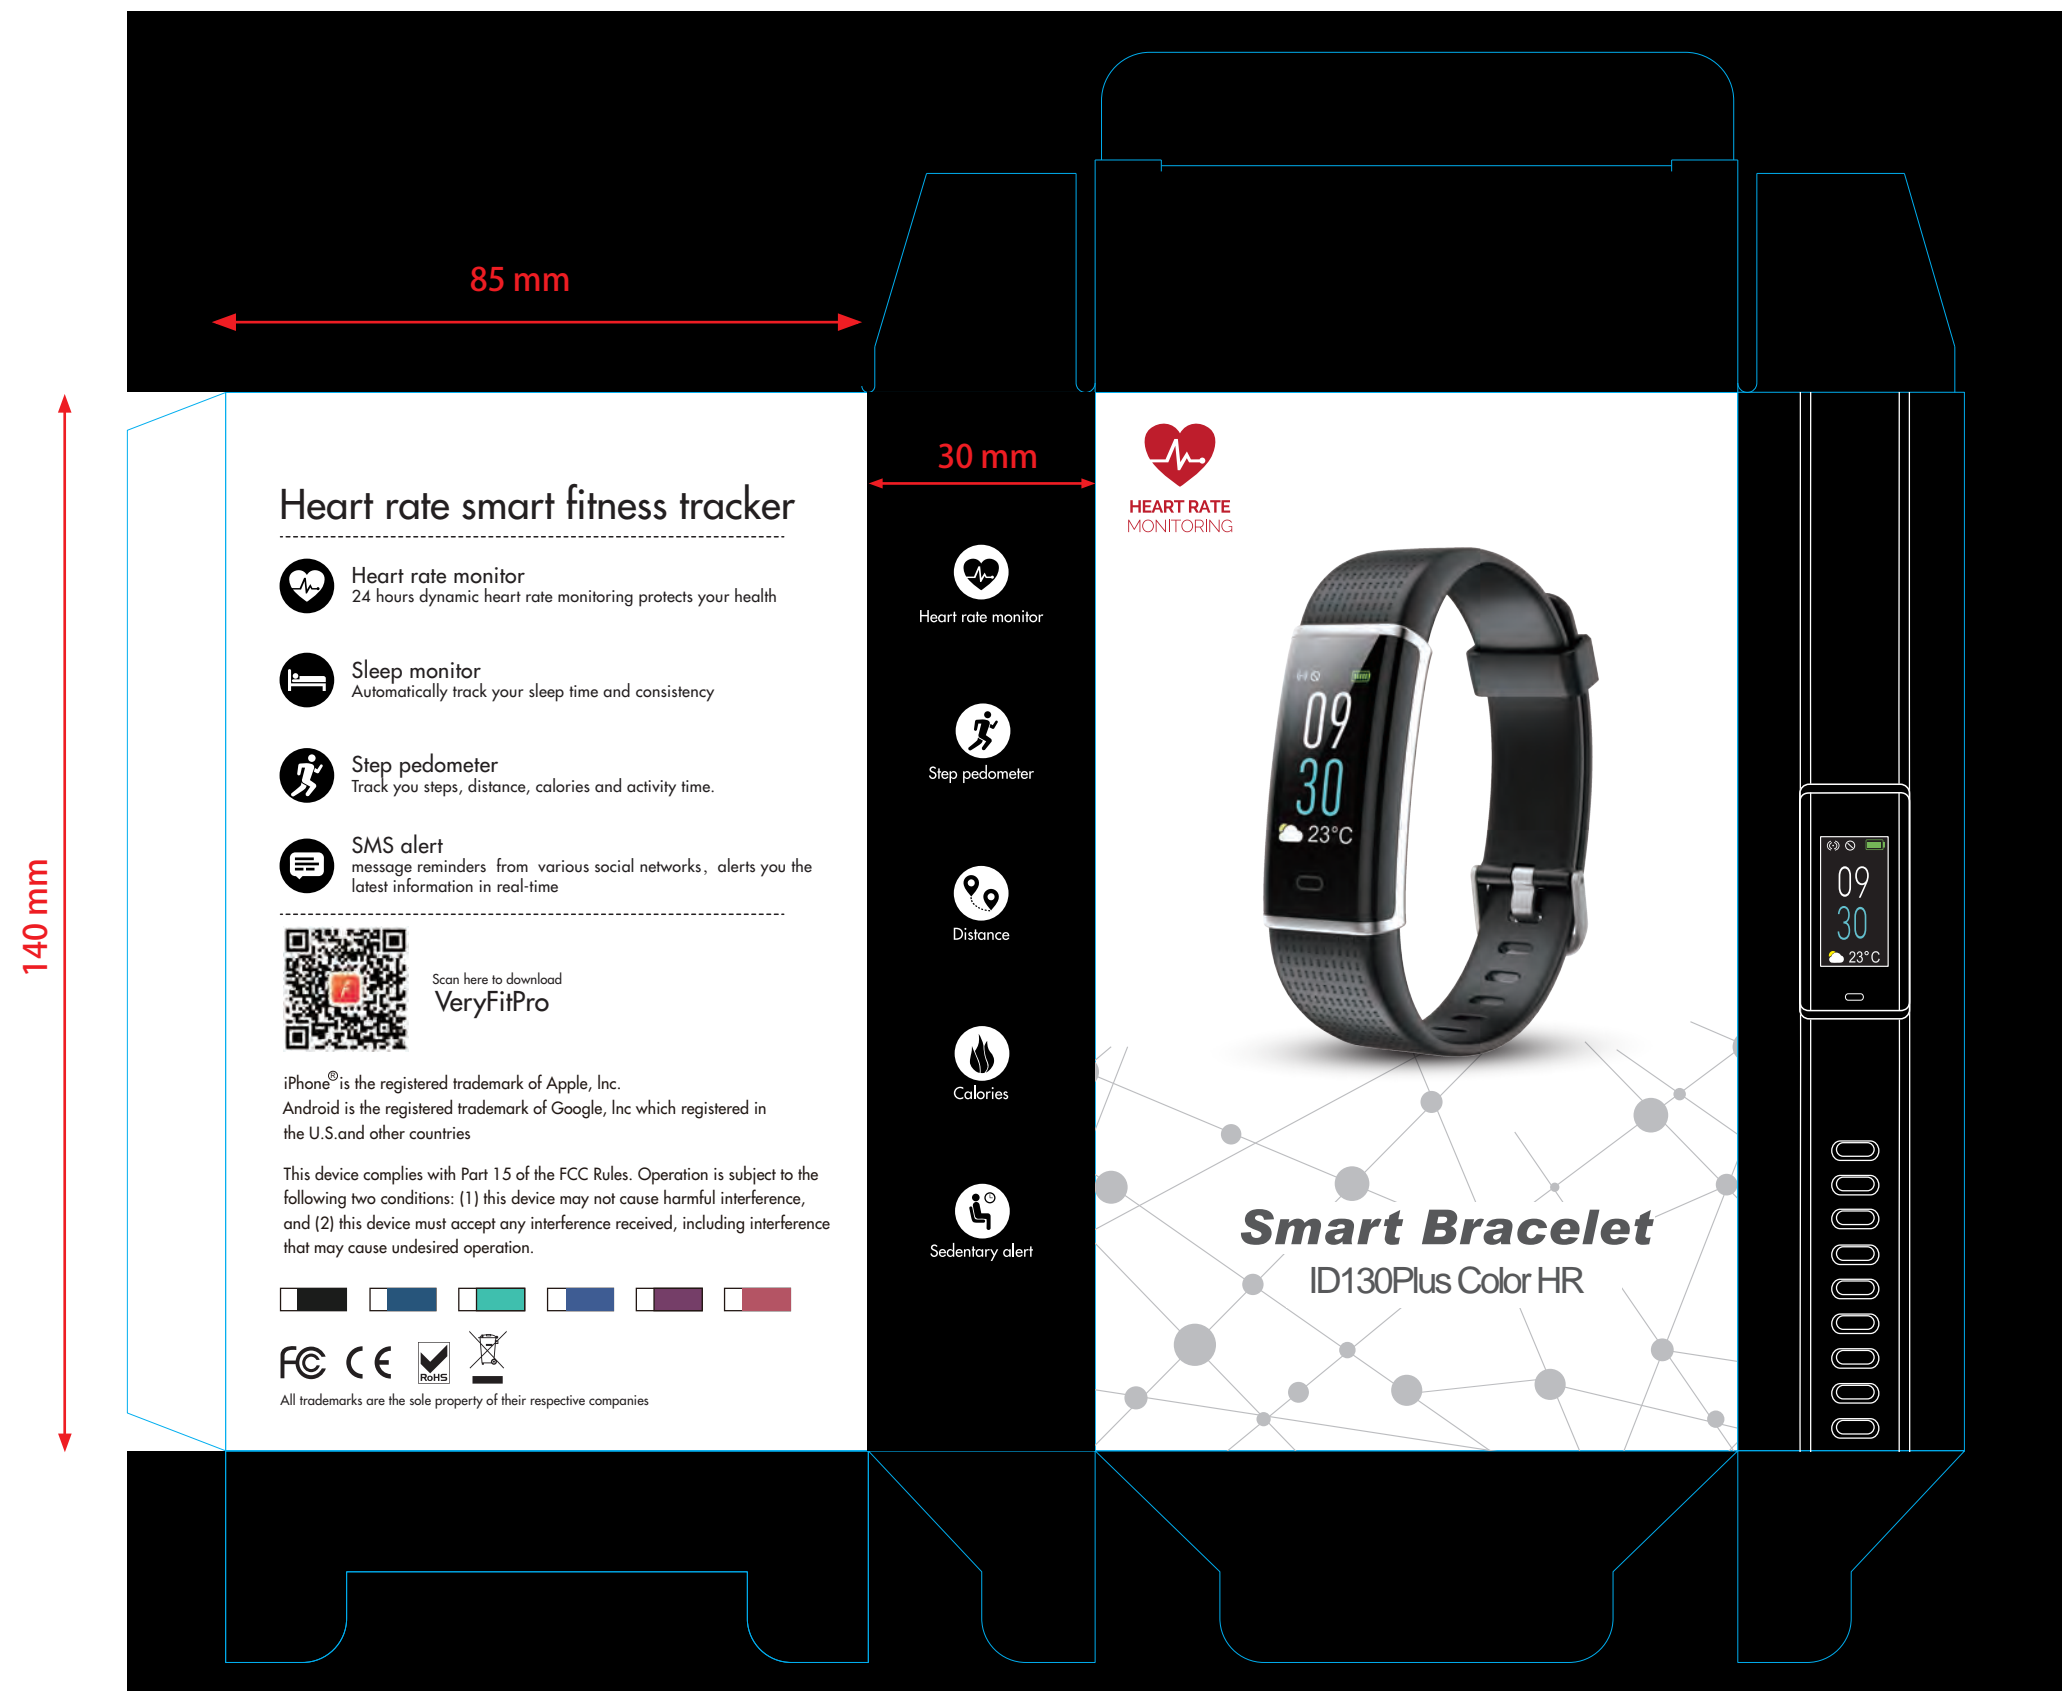 85 mm
140 mm
30 mm
Heart rate smart fitness tracker
Heart rate monitor
24 hours dynamic heart rate monitoring protects your health
Sleep monitor
Automatically track your sleep time and consistency
Step pedometer
Track you steps, distance, calories and activity time.
SMS alert
message reminders from various social networks, alerts you the
latest information in real-time
Scan here to download
VeryFitPro
iPhone® is the registered trademark of Apple, Inc.
Android is the registered trademark of Google, Inc which registered in
the U.S.and other countries
This device complies with Part 15 of the FCC Rules. Operation is subject to the
following two conditions: (1) this device may not cause harmful interference,
and (2) this device must accept any interference received, including interference
that may cause undesired operation.
FC CE RoHS
All trademarks are the sole property of their respective companies
Heart rate monitor
Step pedometer
Distance
Calories
Sedentary alert
HEART RATE
MONITORING
09
30
23°C
Smart Bracelet
ID130Plus Color HR
09
30
23°C